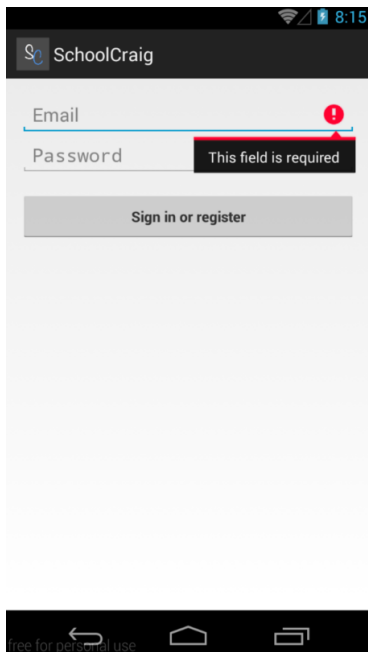 8:15
SC SchoolCraig
Email
Password
This field is required
Sign in or register
free for personal use